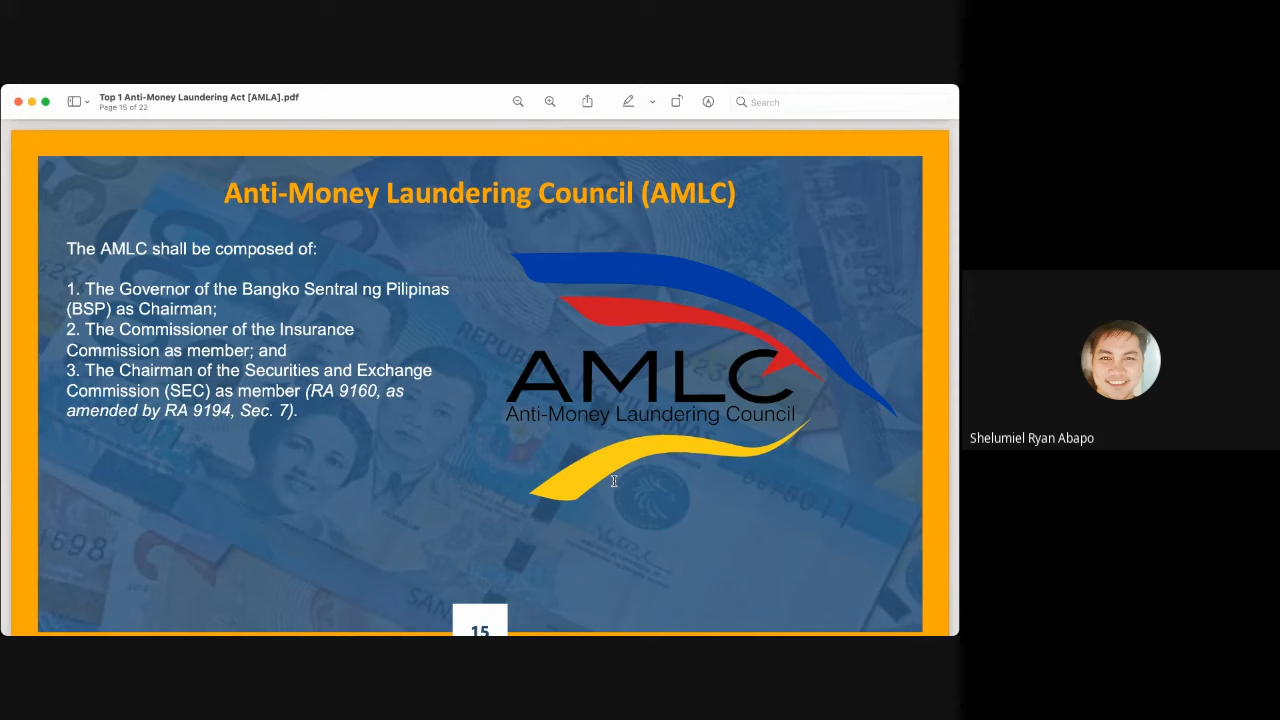 Top 1 Anti-Money Laundering Act [AMLA].pdf
Page 15 of 22
Search
Anti-Money Laundering Council (AMLC)
The AMLC shall be composed of:
1. The Governor of the Bangko Sentral ng Pilipinas
(BSP) as Chairman;
2. The Commissioner of the Insurance
Commission as member; and
3. The Chairman of the Securities and Exchange
Commission (SEC) as member (RA 9160, as
amended by RA 9194, Sec. 7).
AMLC
Anti-Money Laundering Council
15
Shelumiel Ryan Abapo